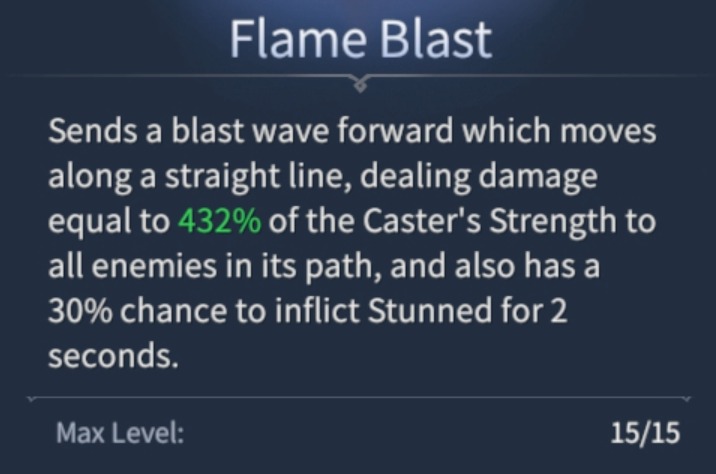 Flame Blast
Sends a blast wave forward which moves
along a straight line, dealing damage
equal to 432% of the Caster's Strength to
all enemies in its path, and also has a
30% chance to inflict Stunned for 2
seconds.
Max Level: 15/15